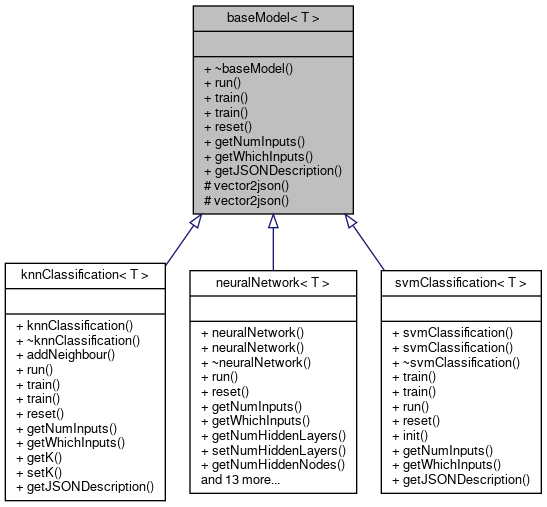 baseModel< T >
+ ~baseModel()
+ run()
+ train()
+ train()
+ reset()
+ getNumInputs()
+ getWhichInputs()
+ getJSONDescription()
# vector2json()
# vector2json()
knnClassification< T >
+ knnClassification()
+ ~knnClassification()
+ addNeighbour()
+ run()
+ train()
+ train()
+ reset()
+ getNumInputs()
+ getWhichInputs()
+ getK()
+ setK()
+ getJSONDescription()
neuralNetwork< T >
+ neuralNetwork()
+ neuralNetwork()
+ ~neuralNetwork()
+ run()
+ reset()
+ getNumInputs()
+ getWhichInputs()
+ getNumHiddenLayers()
+ setNumHiddenLayers()
+ getNumHiddenNodes()
and 13 more...
svmClassification< T >
+ svmClassification()
+ svmClassification()
+ ~svmClassification()
+ train()
+ train()
+ run()
+ reset()
+ init()
+ getNumInputs()
+ getWhichInputs()
+ getJSONDescription()